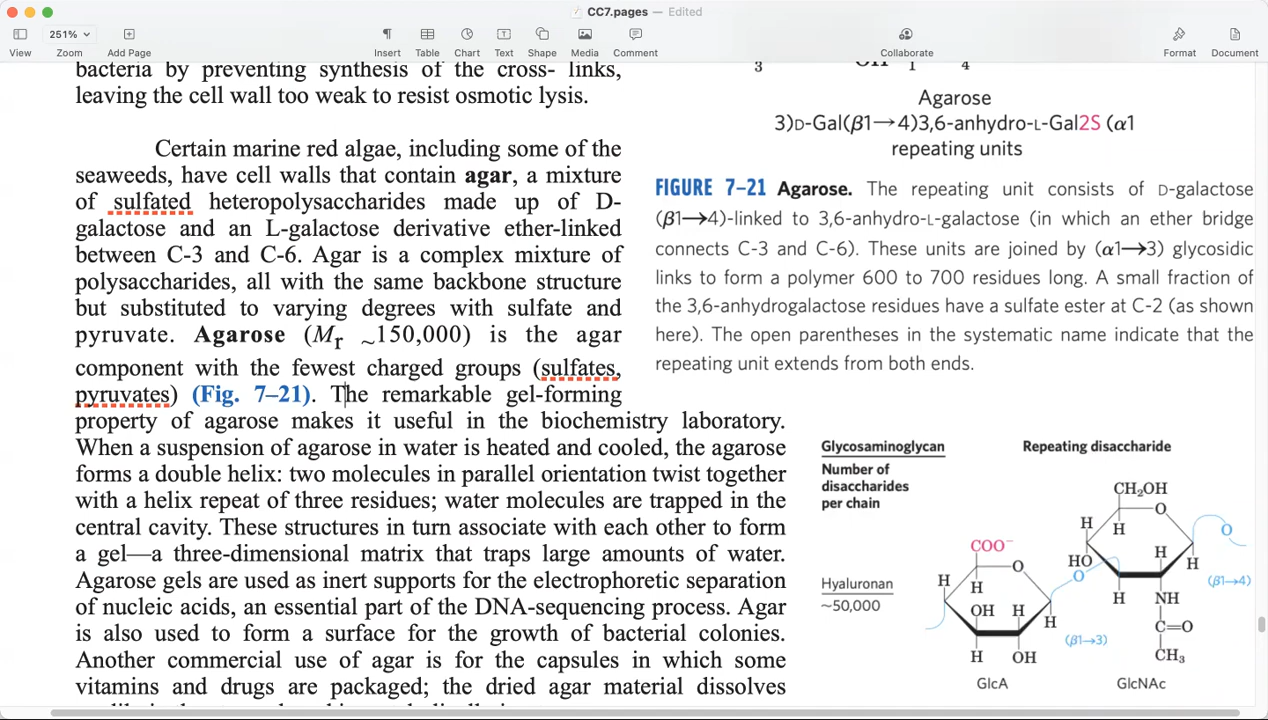 CC7.pages — Edited
251%
View
Zoom
Add Page
Insert
Table
Chart
Text
Shape
Media
Comment
Collaborate
Format
Document
bacteria by preventing synthesis of the cross- links,
leaving the cell wall too weak to resist osmotic lysis.
Certain marine red algae, including some of the
seaweeds, have cell walls that contain agar, a mixture
of sulfated heteropolysaccharides made up of D-
galactose and an L-galactose derivative ether-linked
between C-3 and C-6. Agar is a complex mixture of
polysaccharides, all with the same backbone structure
but substituted to varying degrees with sulfate and
pyruvate. Agarose (Mr ~150,000) is the agar
component with the fewest charged groups (sulfates,
pyruvates) (Fig. 7–21). The remarkable gel-forming
property of agarose makes it useful in the biochemistry laboratory.
When a suspension of agarose in water is heated and cooled, the agarose
forms a double helix: two molecules in parallel orientation twist together
with a helix repeat of three residues; water molecules are trapped in the
central cavity. These structures in turn associate with each other to form
a gel—a three-dimensional matrix that traps large amounts of water.
Agarose gels are used as inert supports for the electrophoretic separation
of nucleic acids, an essential part of the DNA-sequencing process. Agar
is also used to form a surface for the growth of bacterial colonies.
Another commercial use of agar is for the capsules in which some
vitamins and drugs are packaged; the dried agar material dissolves
3 OH 1 4
Agarose
3)D-Gal(β1→4)3,6-anhydro-L-Gal2S (α1
repeating units
FIGURE 7–21 Agarose. The repeating unit consists of D-galactose
(β1→4)-linked to 3,6-anhydro-L-galactose (in which an ether bridge
connects C-3 and C-6). These units are joined by (α1→3) glycosidic
links to form a polymer 600 to 700 residues long. A small fraction of
the 3,6-anhydrogalactose residues have a sulfate ester at C-2 (as shown
here). The open parentheses in the systematic name indicate that the
repeating unit extends from both ends.
Glycosaminoglycan
Number of
disaccharides
per chain
Repeating disaccharide
Hyaluronan
~50,000
CH₂OH
O
H
H
O
COO⁻
H
HO
H
O
O
(β1→4)
H
H
H
NH
OH
H
H
C=O
(β1→3)
H
OH
CH₃
GlcA
GlcNAc